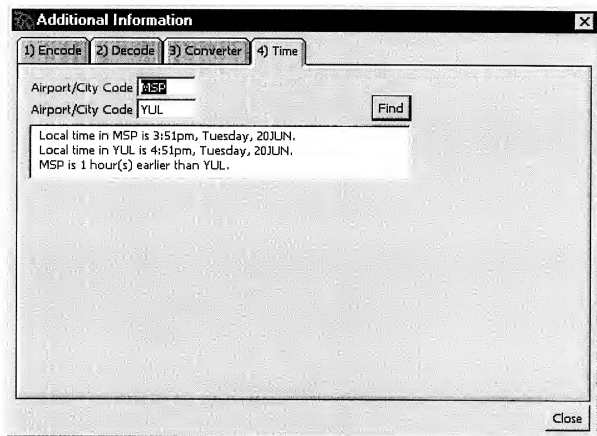 Additional Information
1) Encode 2) Decode 3) Converter 4) Time
Airport/City Code MSP
Airport/City Code YUL
Find
Local time in MSP is 3:51pm, Tuesday, 20JUN.
Local time in YUL is 4:51pm, Tuesday, 20JUN.
MSP is 1 hour(s) earlier than YUL.
Close